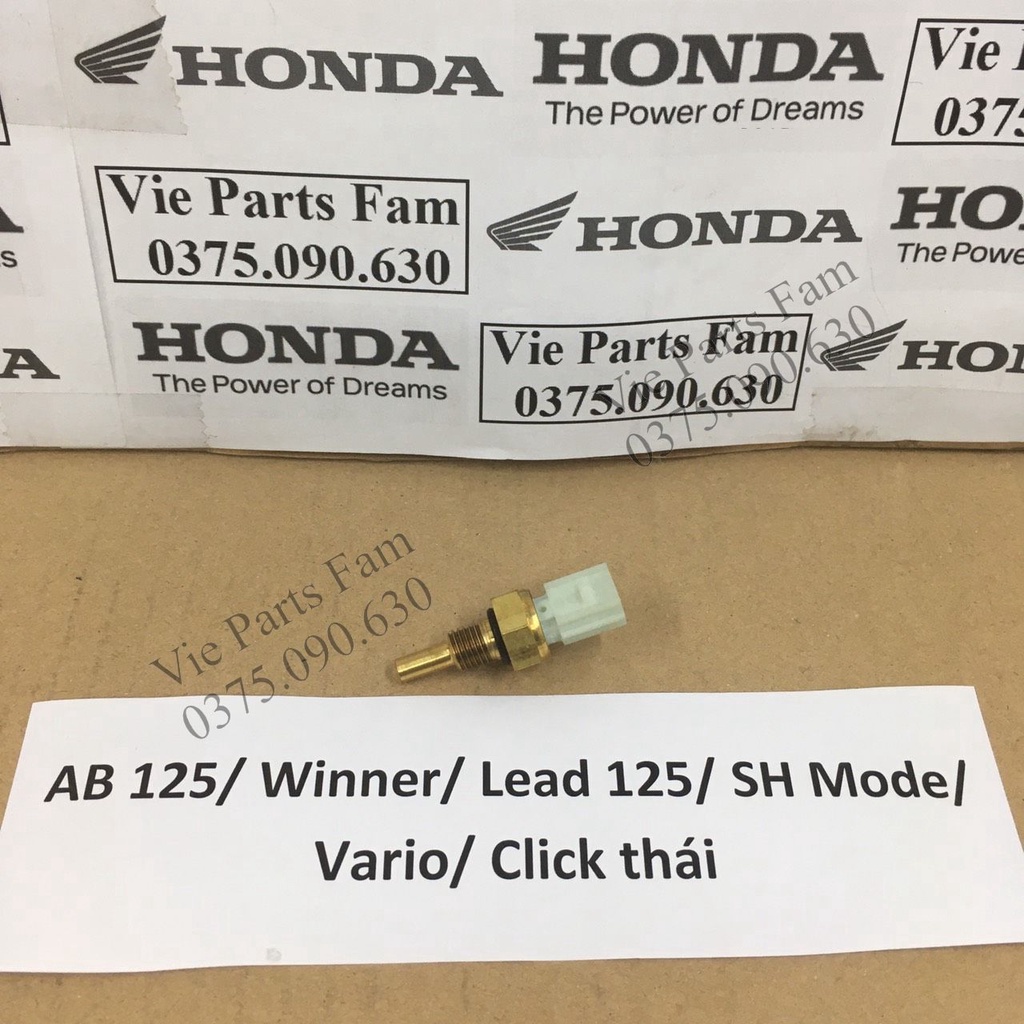 HONDA
HONDA
The Power of Dreams
Vie
0375
Vie Parts Fam
0375.090.630
HONDA
HO
The Powe
HONDA
The Power of Dreams
Vie Parts Fam
0375.090.630
HON
A
S
A
Vie Parts Fam
0375.090.630
Vie Parts Fam
0375.090.630
AB 125/ Winner/ Lead 125/ SH Mode/
Vario/ Click thái